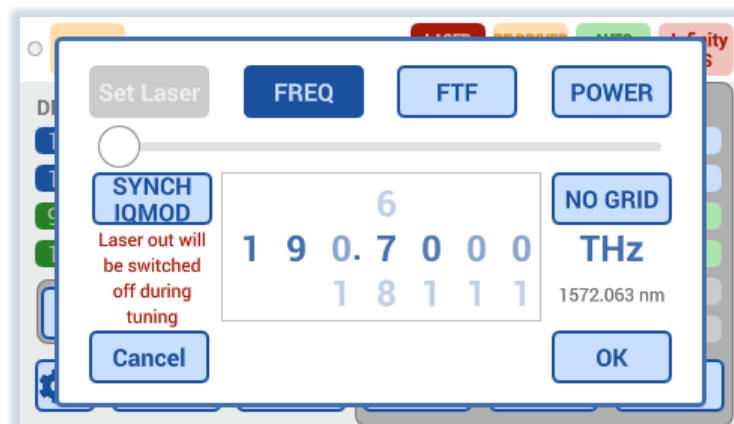 Set Laser FREQ FTF POWER
SYNCH
IQMOD
6
NO GRID
Laser out will
be switched
off during
tuning
1 9 0. 7 0 0 0
THz
1 8 1 1 1
1572.063 nm
Cancel
OK